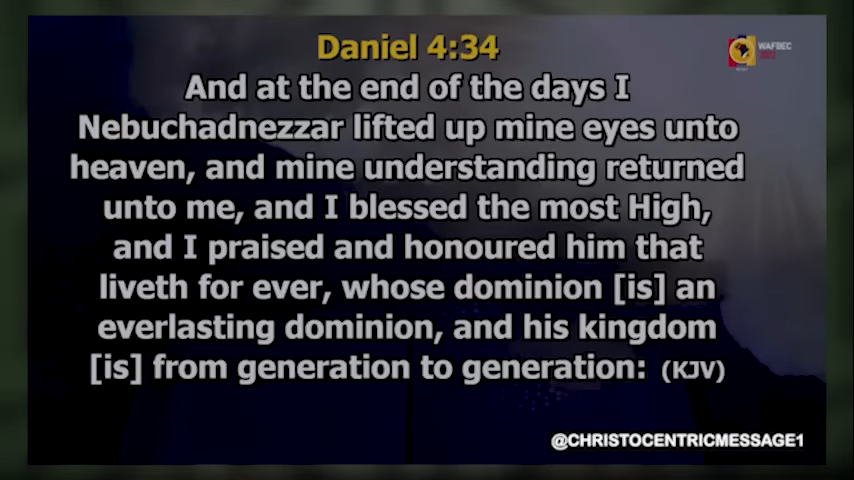 Daniel 4:34
And at the end of the days I
Nebuchadnezzar lifted up mine eyes unto
heaven, and mine understanding returned
unto me, and I blessed the most High,
and I praised and honoured him that
liveth for ever, whose dominion [is] an
everlasting dominion, and his kingdom
[is] from generation to generation: (KJV)
WAFBEC
@CHRISTOCENTRICMESSAGE1